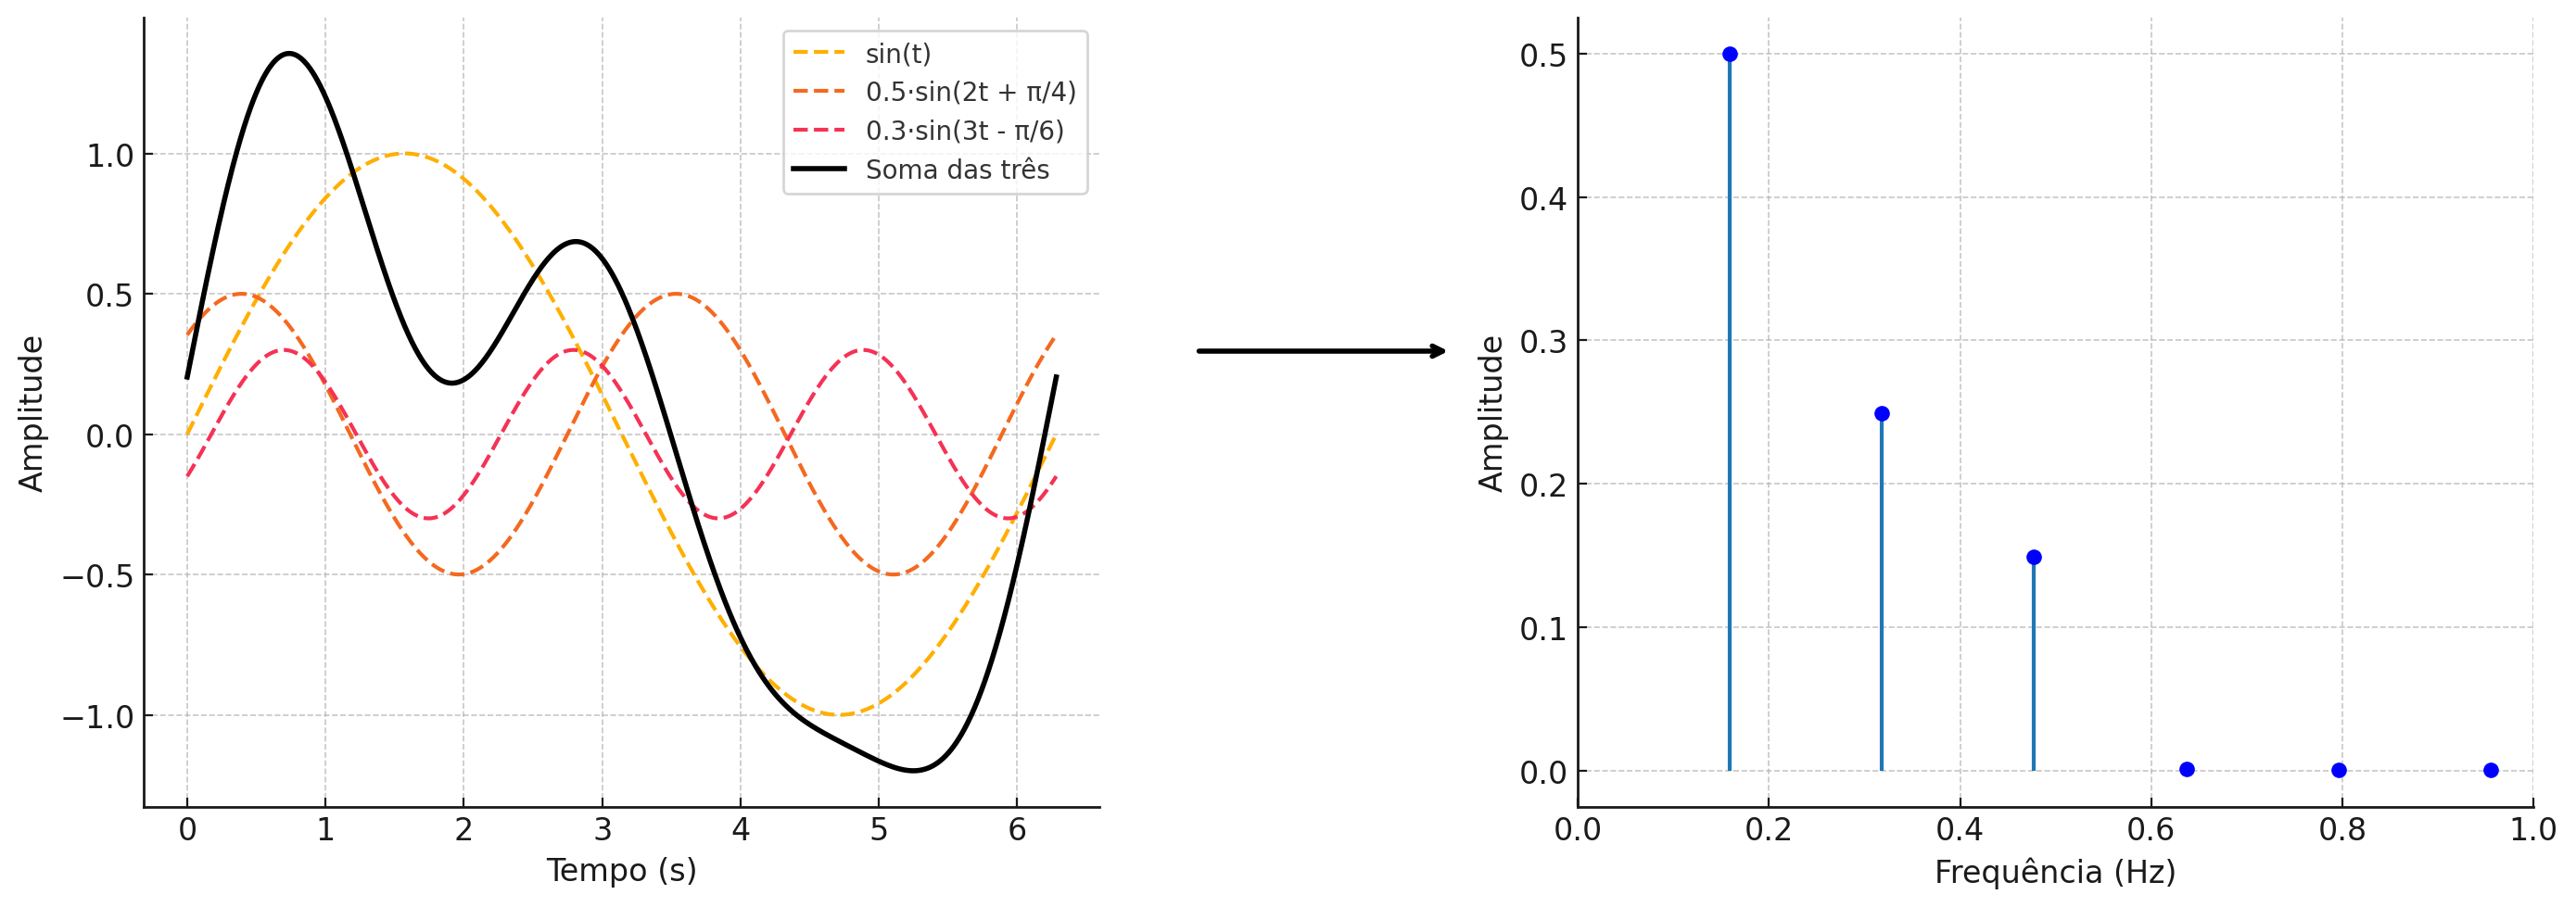 sin(t)
0.5·sin(2t + π/4)
0.3·sin(3t - π/6)
Soma das três
Amplitude
1.0
0.5
0.0
−0.5
−1.0
0 1 2 3 4 5 6
Tempo (s)
Amplitude
0.5
0.4
0.3
0.2
0.1
0.0
0.0 0.2 0.4 0.6 0.8 1.0
Frequência (Hz)